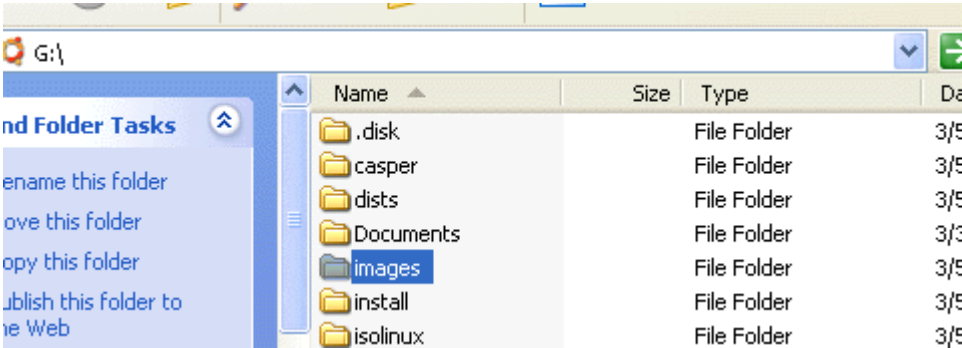 G:\
Name Size Type Da
nd Folder Tasks
ename this folder
ove this folder
opy this folder
ublish this folder to
he Web
.disk File Folder 3/5
casper File Folder 3/5
dists File Folder 3/5
Documents File Folder 3/3
images File Folder 3/5
install File Folder 3/5
isolinux File Folder 3/5